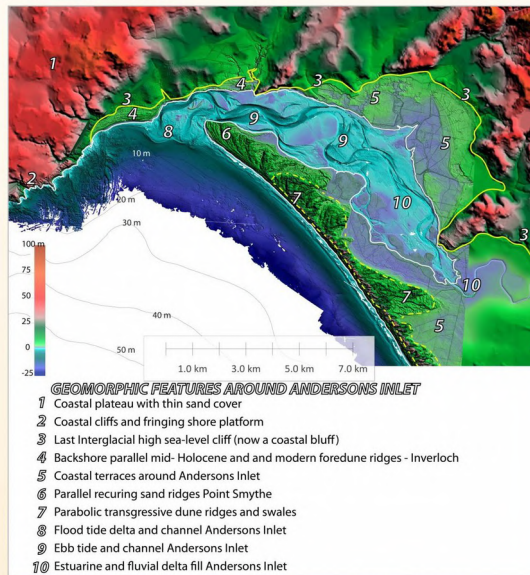 1
3
4
3
3
4
5
3
4
9
9
5
8
6
2
10 m
7
10
20 m
30 m
3
100 m
10
75
50
7
25
40 m
5
0
-25
50 m
1.0 km
3.0 km
5.0 km
7.0 km
GEOMORPHIC FEATURES AROUND ANDERSONS INLET
1 Coastal plateau with thin sand cover
2 Coastal cliffs and fringing shore platform
3 Last Interglacial high sea-level cliff (now a coastal bluff)
4 Backshore parallel mid- Holocene and and modern foredune ridges - Inverloch
5 Coastal terraces around Andersons Inlet
6 Parallel recuring sand ridges Point Smythe
7 Parabolic transgressive dune ridges and swales
8 Flood tide delta and channel Andersons Inlet
9 Ebb tide and channel Andersons Inlet
10 Estuarine and fluvial delta fill Andersons Inlet